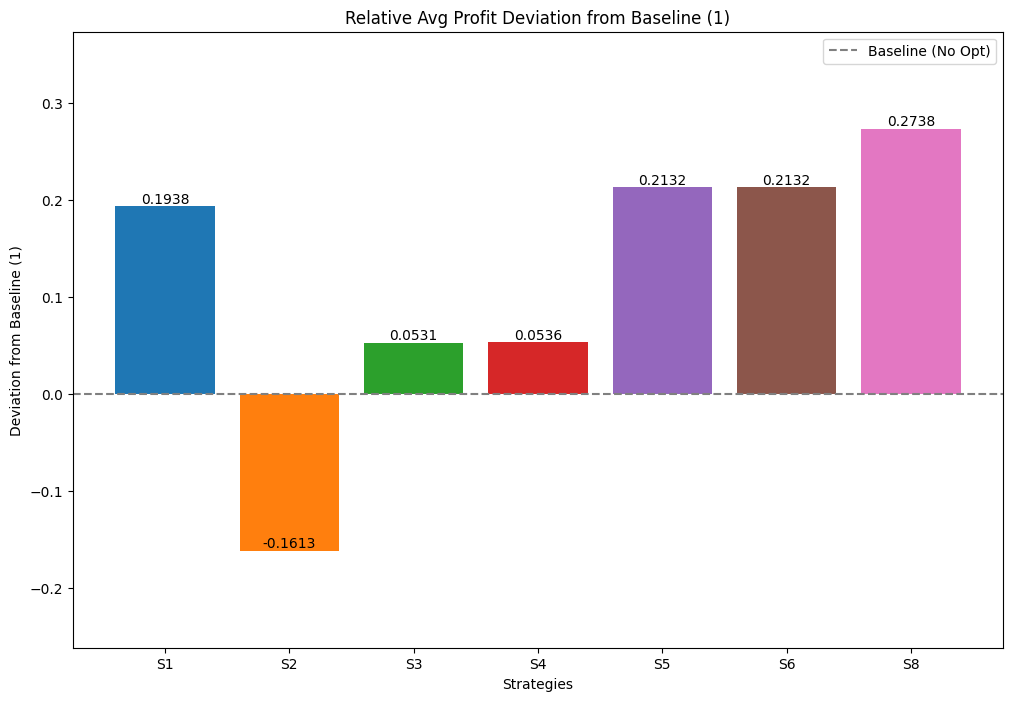 Relative Avg Profit Deviation from Baseline (1)
Baseline (No Opt)
Deviation from Baseline (1)
0.3
0.2
0.1
0.0
−0.1
−0.2
0.1938
-0.1613
0.0531
0.0536
0.2132
0.2132
0.2738
S1
S2
S3
S4
S5
S6
S8
Strategies